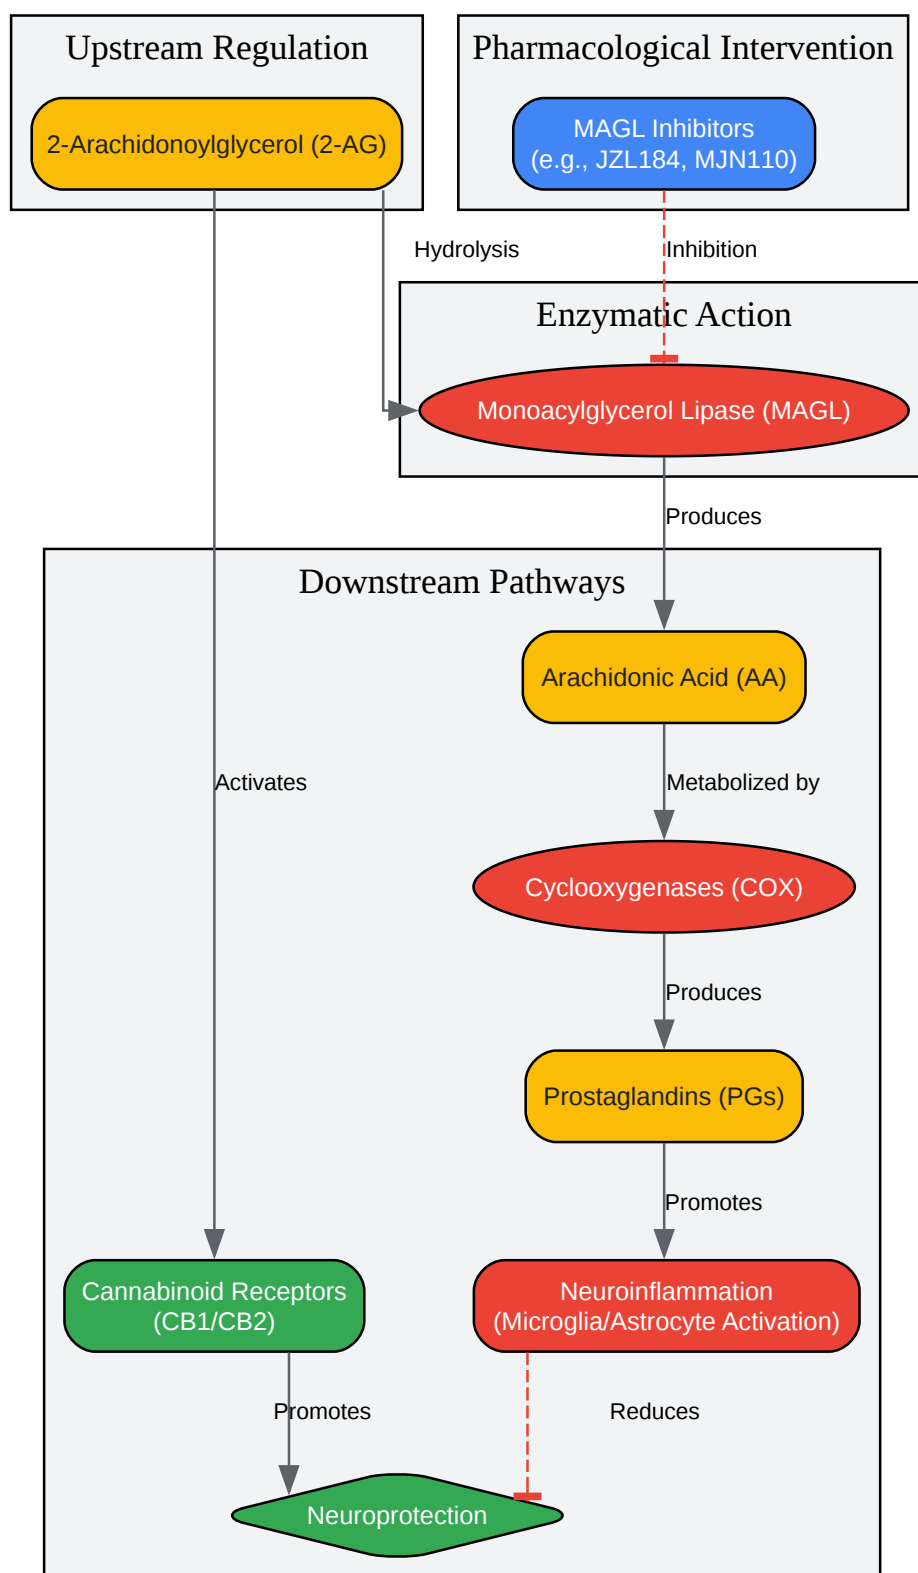 Upstream Regulation
Pharmacological Intervention
2-Arachidonoylglycerol (2-AG)
MAGL Inhibitors
(e.g., JZL184, MJN110)
Hydrolysis
Inhibition
Enzymatic Action
Monoacylglycerol Lipase (MAGL)
Produces
Downstream Pathways
Arachidonic Acid (AA)
Activates
Metabolized by
Cyclooxygenases (COX)
Produces
Prostaglandins (PGs)
Promotes
Cannabinoid Receptors
(CB1/CB2)
Neuroinflammation
(Microglia/Astrocyte Activation)
Promotes
Reduces
Neuroprotection